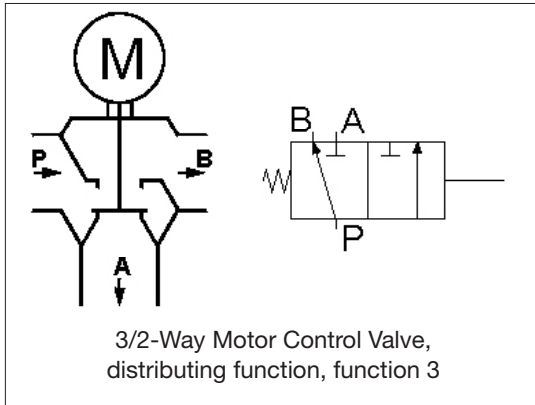 M
P
B
A
B A
P
3/2-Way Motor Control Valve,
distributing function, function 3